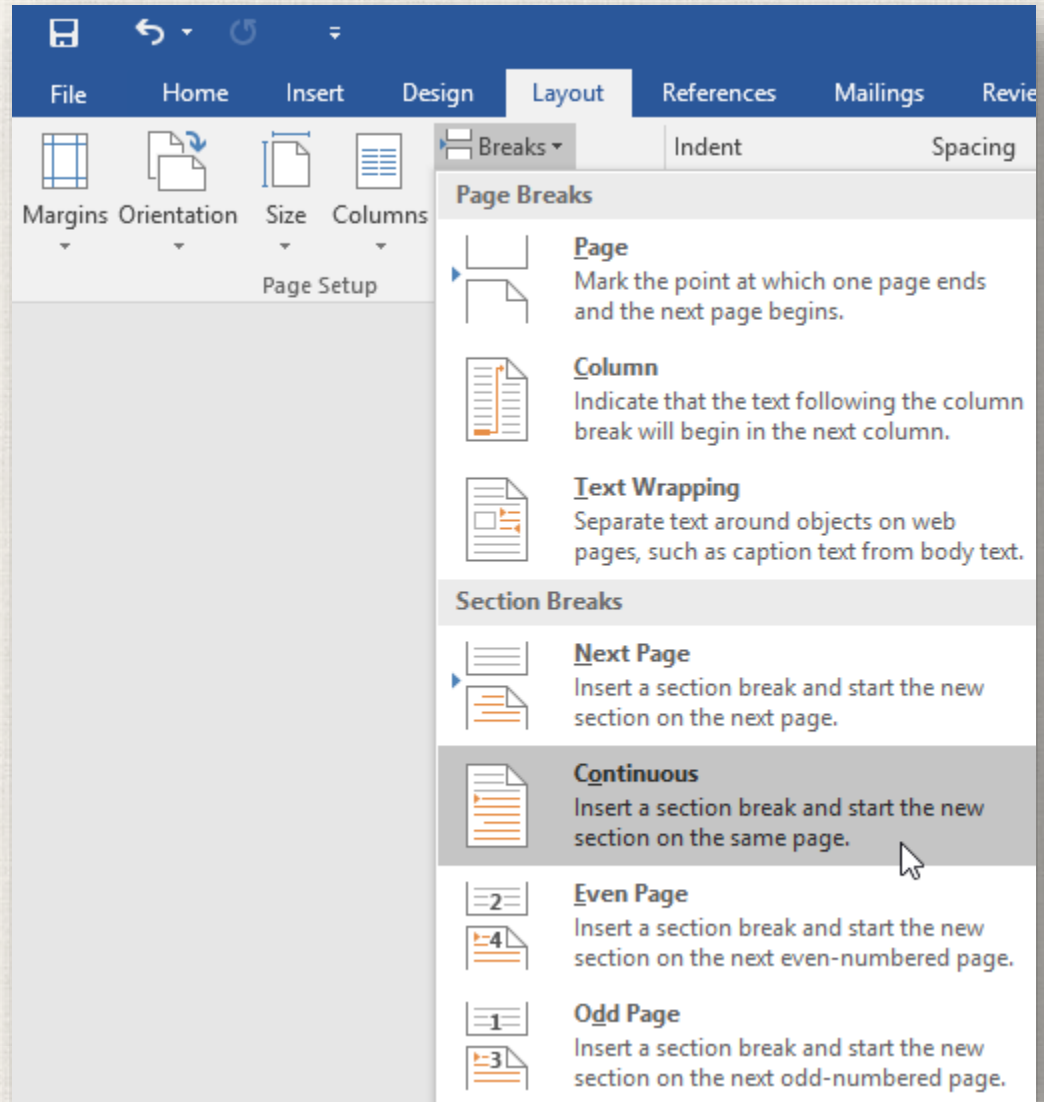 File Home Insert Design Layout References Mailings Revie
Breaks Indent Spacing
Margins Orientation Size Columns
Page Setup
Page Breaks
Page
Mark the point at which one page ends
and the next page begins.
Column
Indicate that the text following the column
break will begin in the next column.
Text Wrapping
Separate text around objects on web
pages, such as caption text from body text.
Section Breaks
Next Page
Insert a section break and start the new
section on the next page.
Continuous
Insert a section break and start the new
section on the same page.
2
4
Even Page
Insert a section break and start the new
section on the next even-numbered page.
1
3
Odd Page
Insert a section break and start the new
section on the next odd-numbered page.